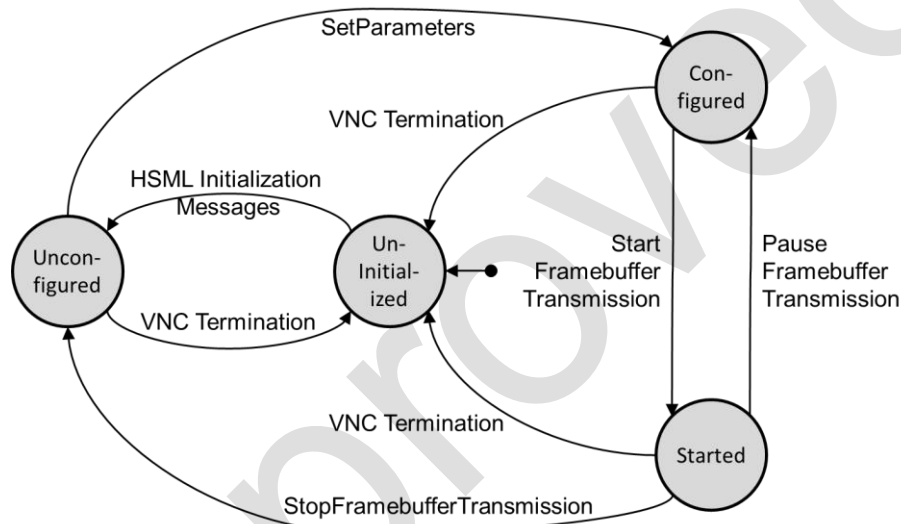 SetParameters
Con-
figured
VNC Termination
HSML Initialization
Messages
Uncon-
figured
Un-
Initial-
ized
Start
Framebuffer
Transmission
Pause
Framebuffer
Transmission
VNC Termination
VNC Termination
Started
StopFramebufferTransmission